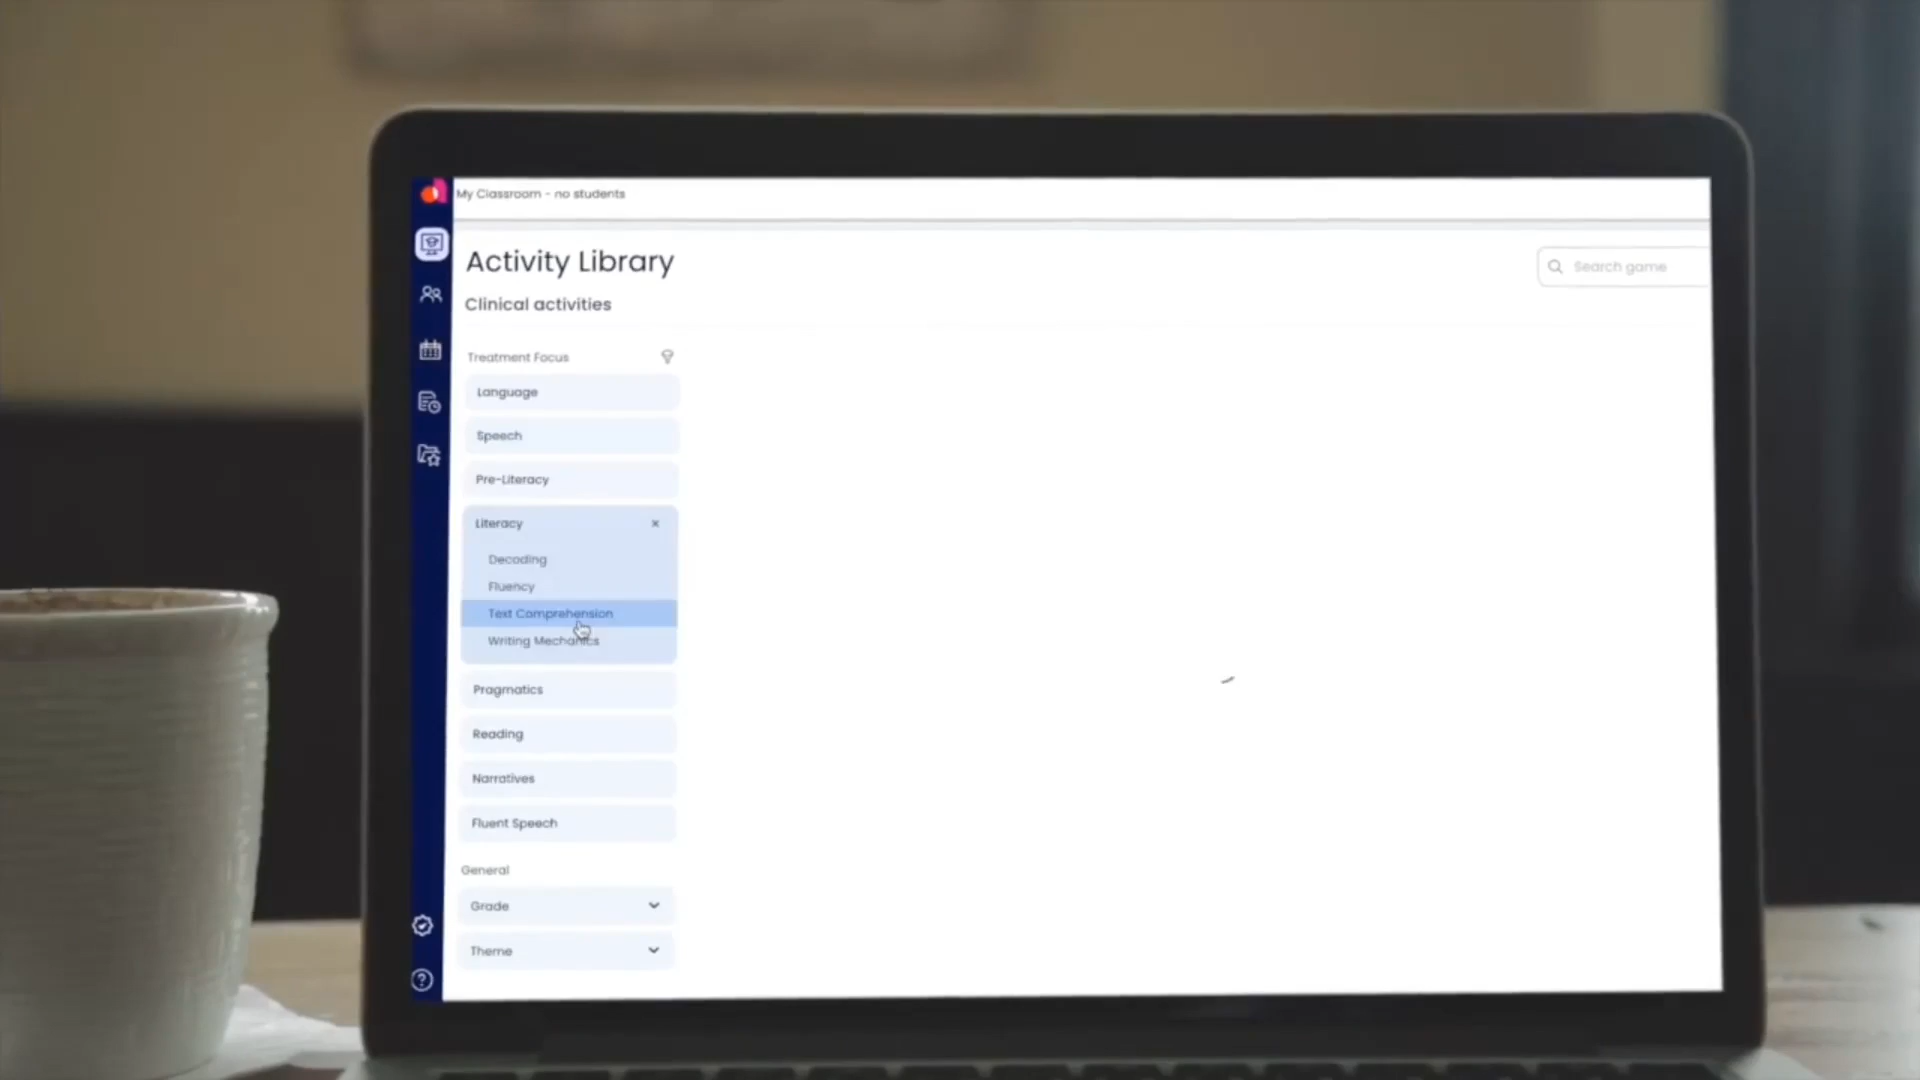 My Classroom - no students
Activity Library
Search game
Clinical activities
Treatment Focus
Language
Speech
Pre-Literacy
Literacy
Decoding
Fluency
Text Comprehension
Writing Mechanics
Pragmatics
Reading
Narratives
Fluent Speech
General
Grade
Theme